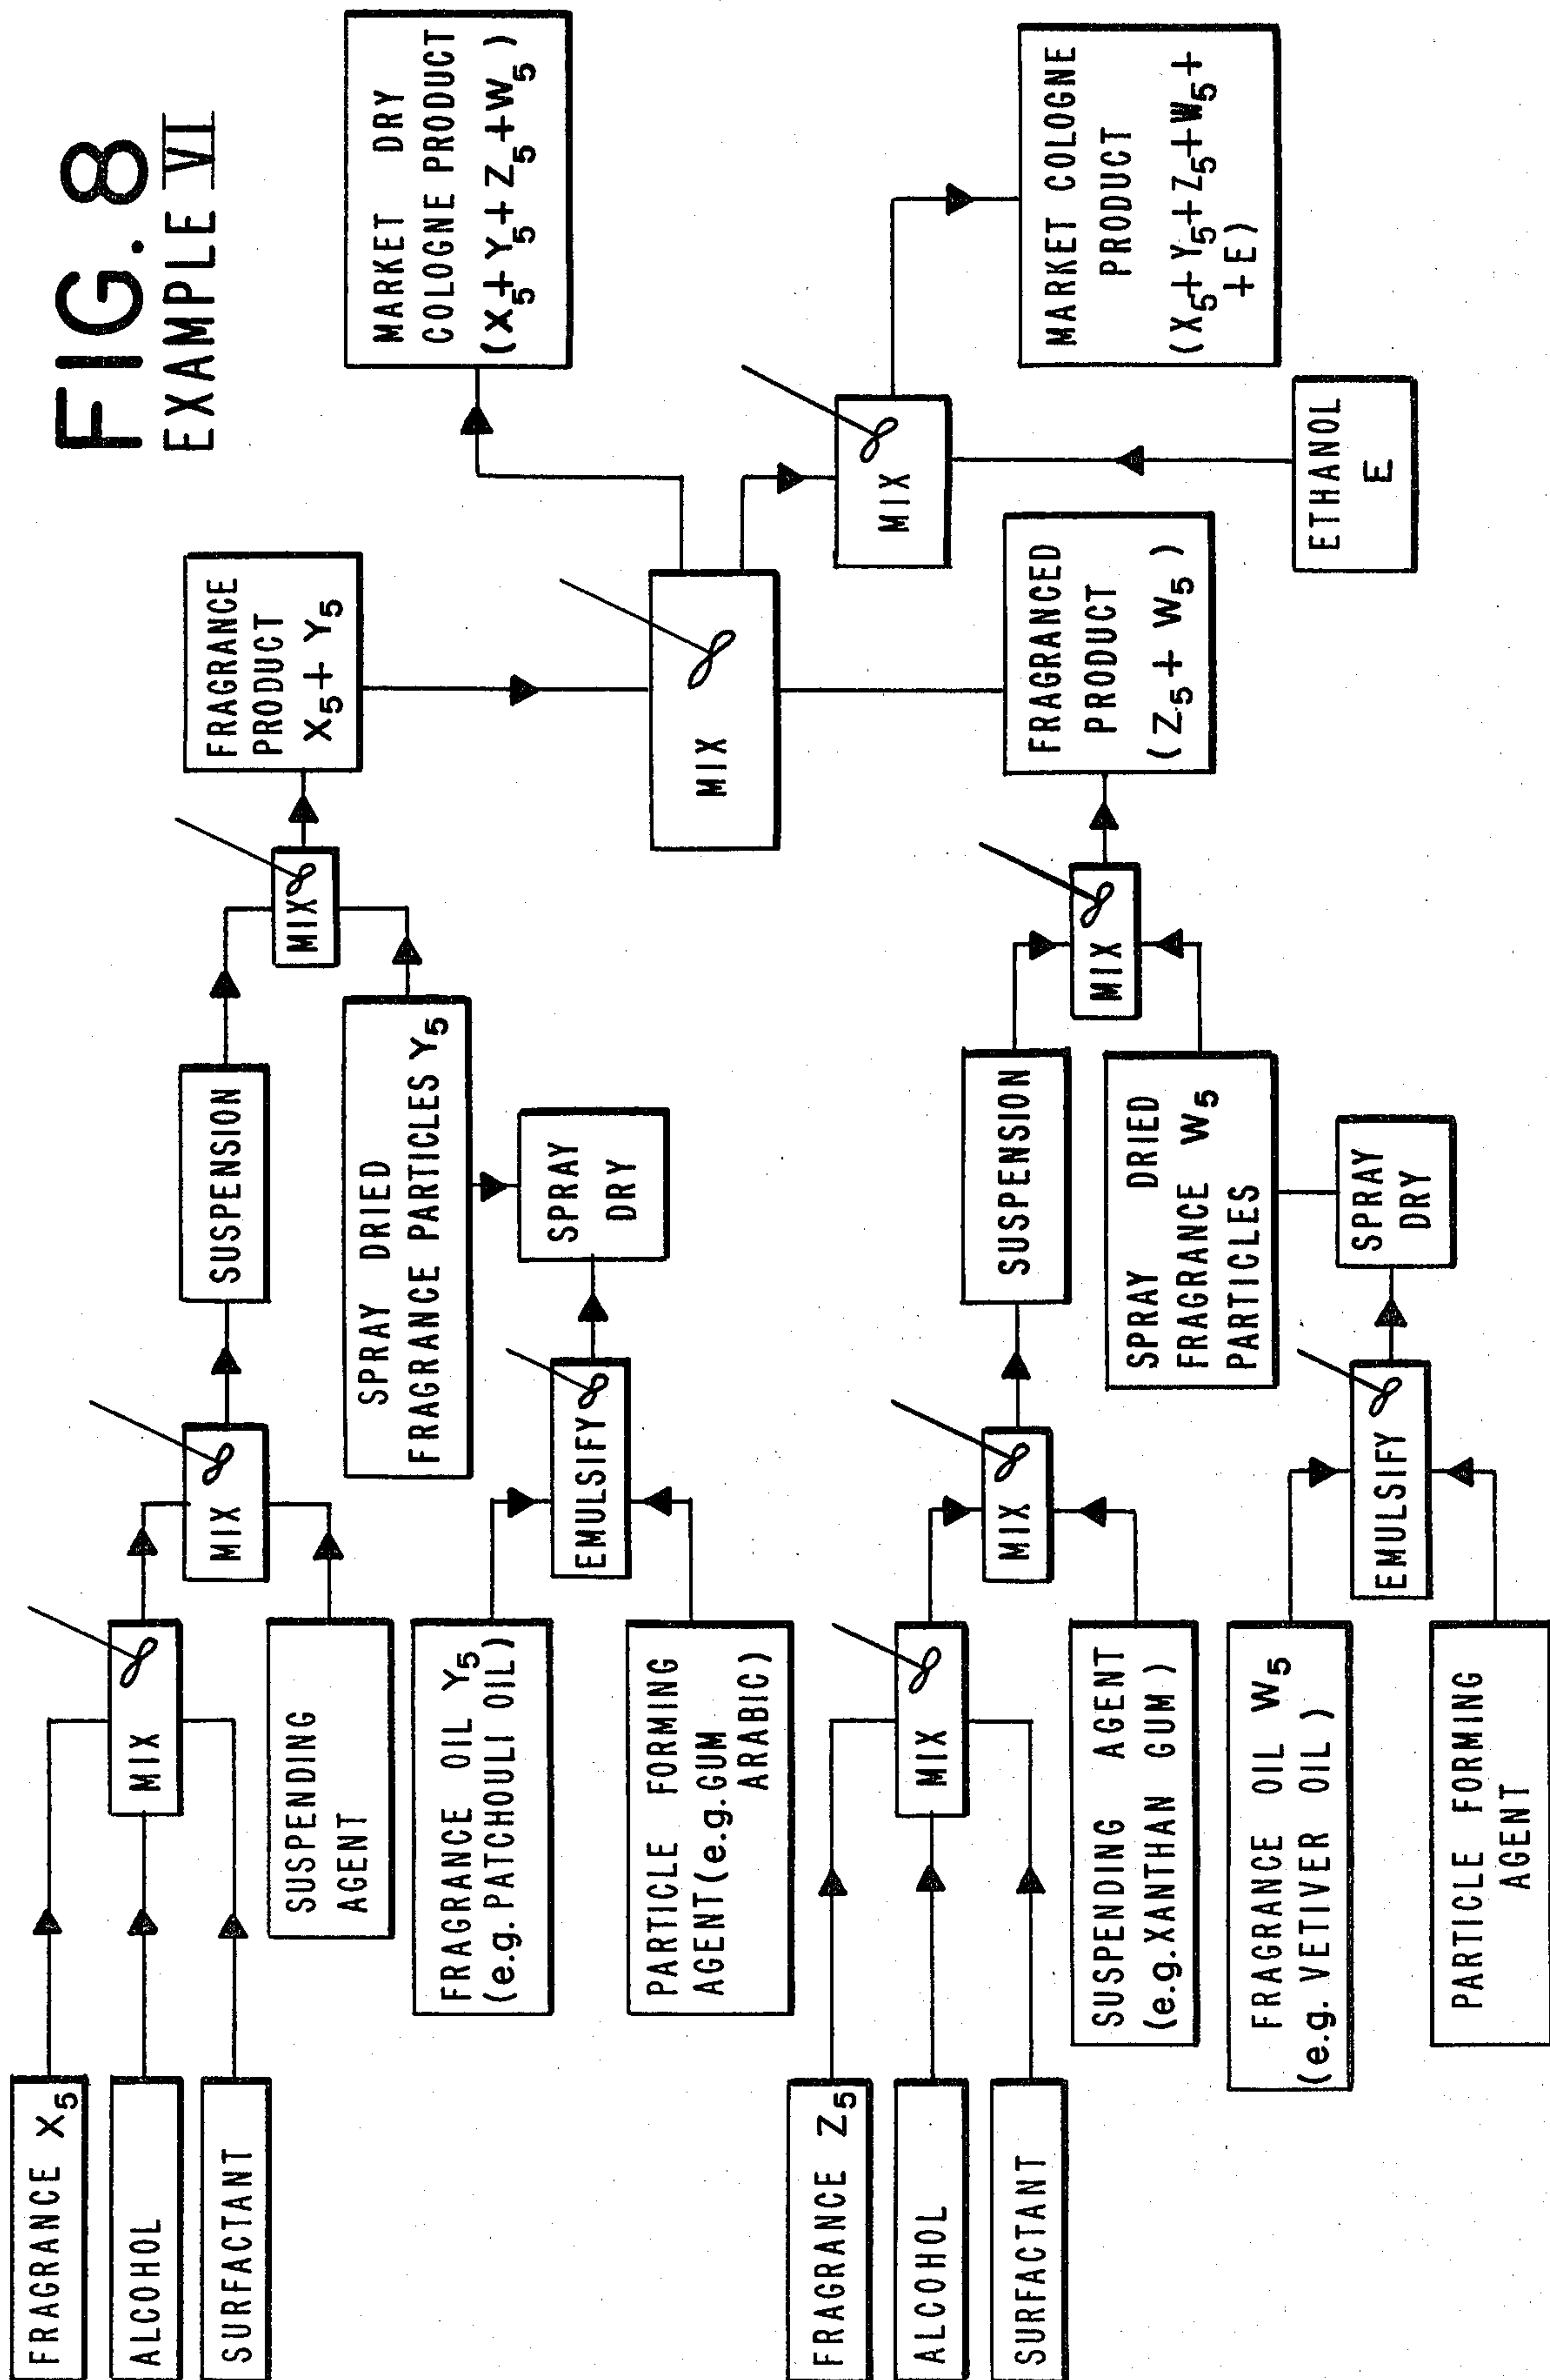 FIG. 8
EXAMPLE VI
FRAGRANCE X₅
ALCOHOL
SURFACTANT
MIX
SUSPENDING
AGENT
MIX
SUSPENSION
MIX
FRAGRANCE
PRODUCT
X₅ + Y₅
FRAGRANCE OIL Y₅
(e.g. PATCHOULI OIL)
PARTICLE FORMING
AGENT (e.g. GUM
ARABIC)
EMULSIFY
SPRAY
DRY
SPRAY DRIED
FRAGRANCE PARTICLES Y₅
MIX
MARKET DRY
COLOGNE PRODUCT
(X₅ + Y₅ + Z₅ + W₅)
MIX
ETHANOL
E
MARKET COLOGNE
PRODUCT
(X₅ + Y₅ + Z₅ + W₅ +
+ E)
FRAGRANCE Z₅
ALCOHOL
SURFACTANT
MIX
SUSPENDING AGENT
(e.g. XANTHAN GUM)
MIX
SUSPENSION
MIX
FRAGRANCED
PRODUCT
(Z₅ + W₅)
FRAGRANCE OIL W₅
(e.g. VETIVER OIL)
PARTICLE FORMING
AGENT
EMULSIFY
SPRAY
DRY
SPRAY DRIED
FRAGRANCE W₅
PARTICLES